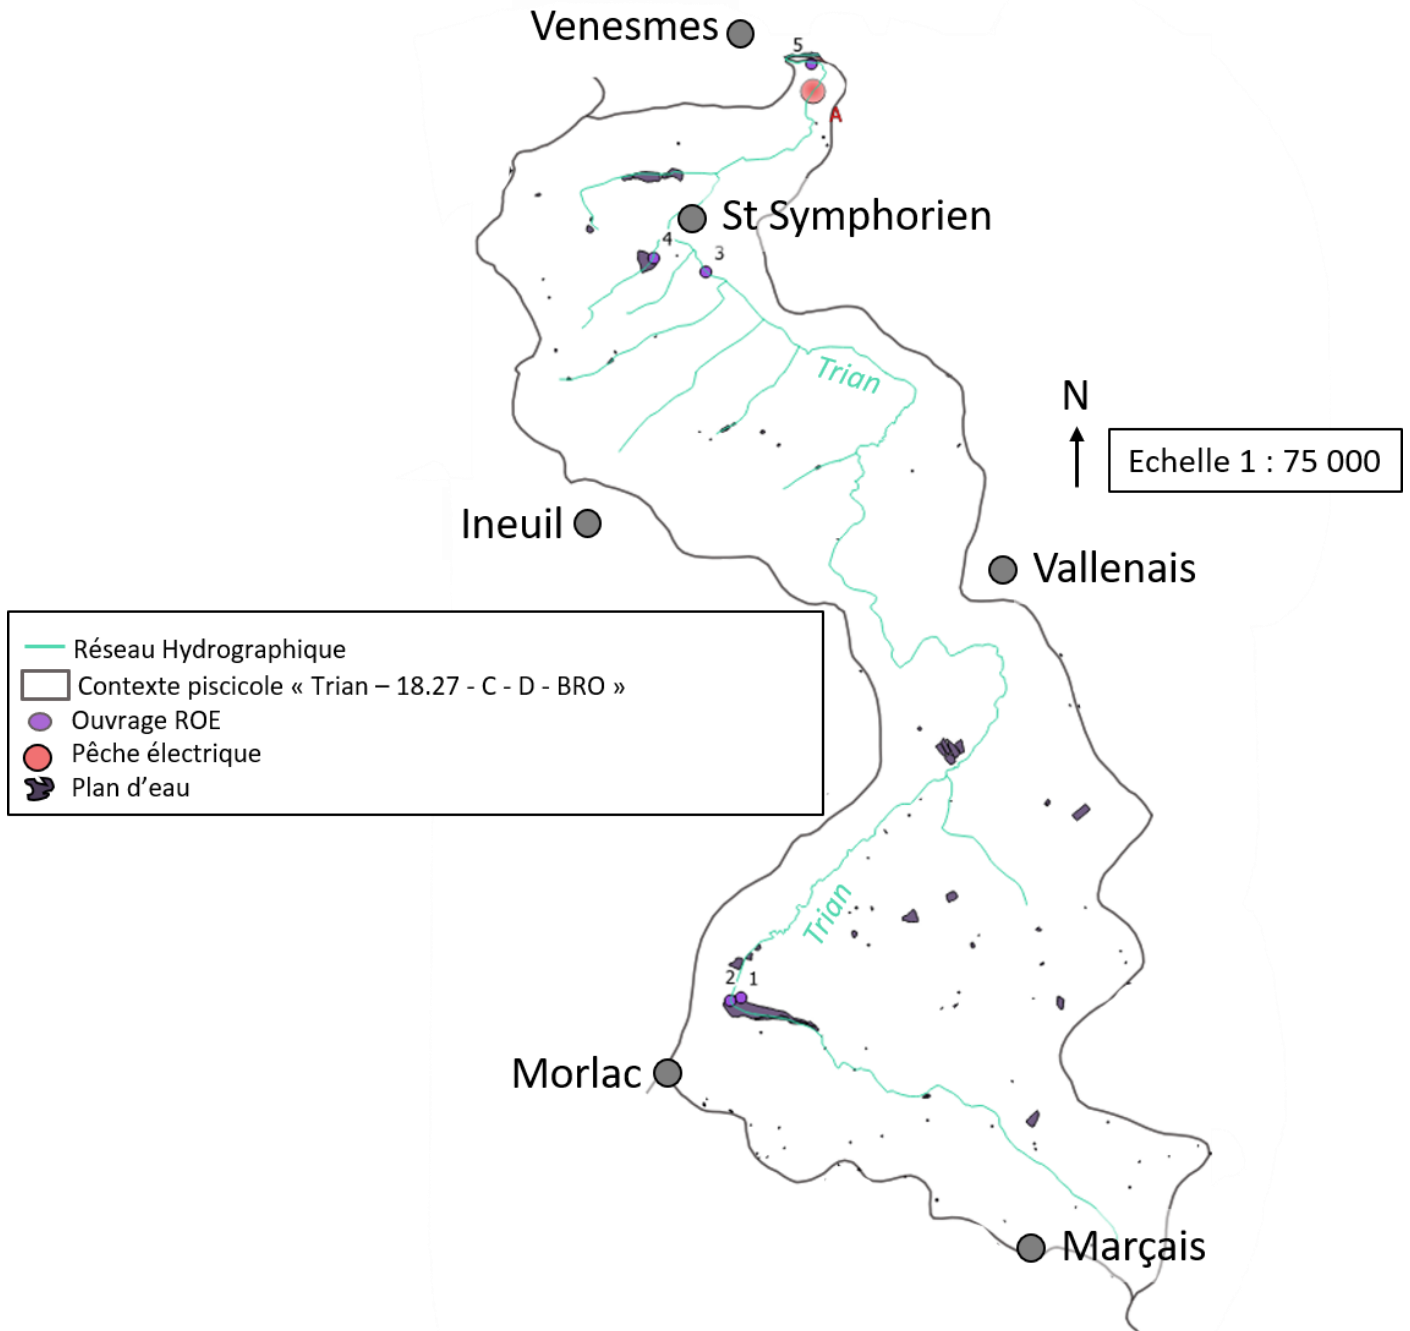 Venesmes
5
A
St Symphorien
4
3
Trian
N
Echelle 1 : 75 000
Ineuil
Vallenais
Réseau Hydrographique
Contexte piscicole « Trian – 18.27 - C - D - BRO »
Ouvrage ROE
Pêche électrique
Plan d’eau
Trian
2 1
Morlac
Marçais